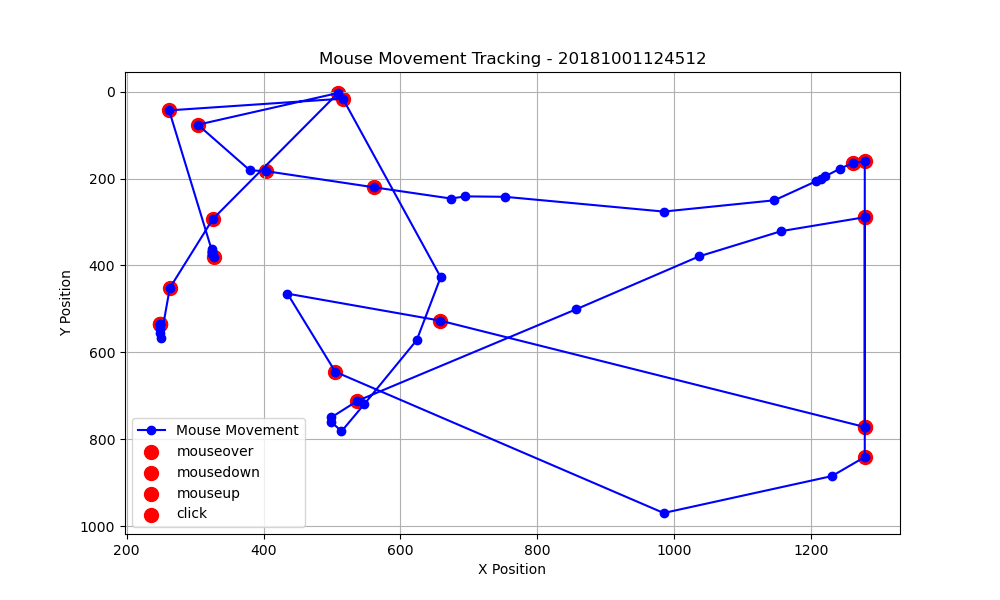 Mouse Movement Tracking - 20181001124512
0
200
400
600
800
1000
Y Position
Mouse Movement
mouseover
mousedown
mouseup
click
200 400 600 800 1000 1200
X Position